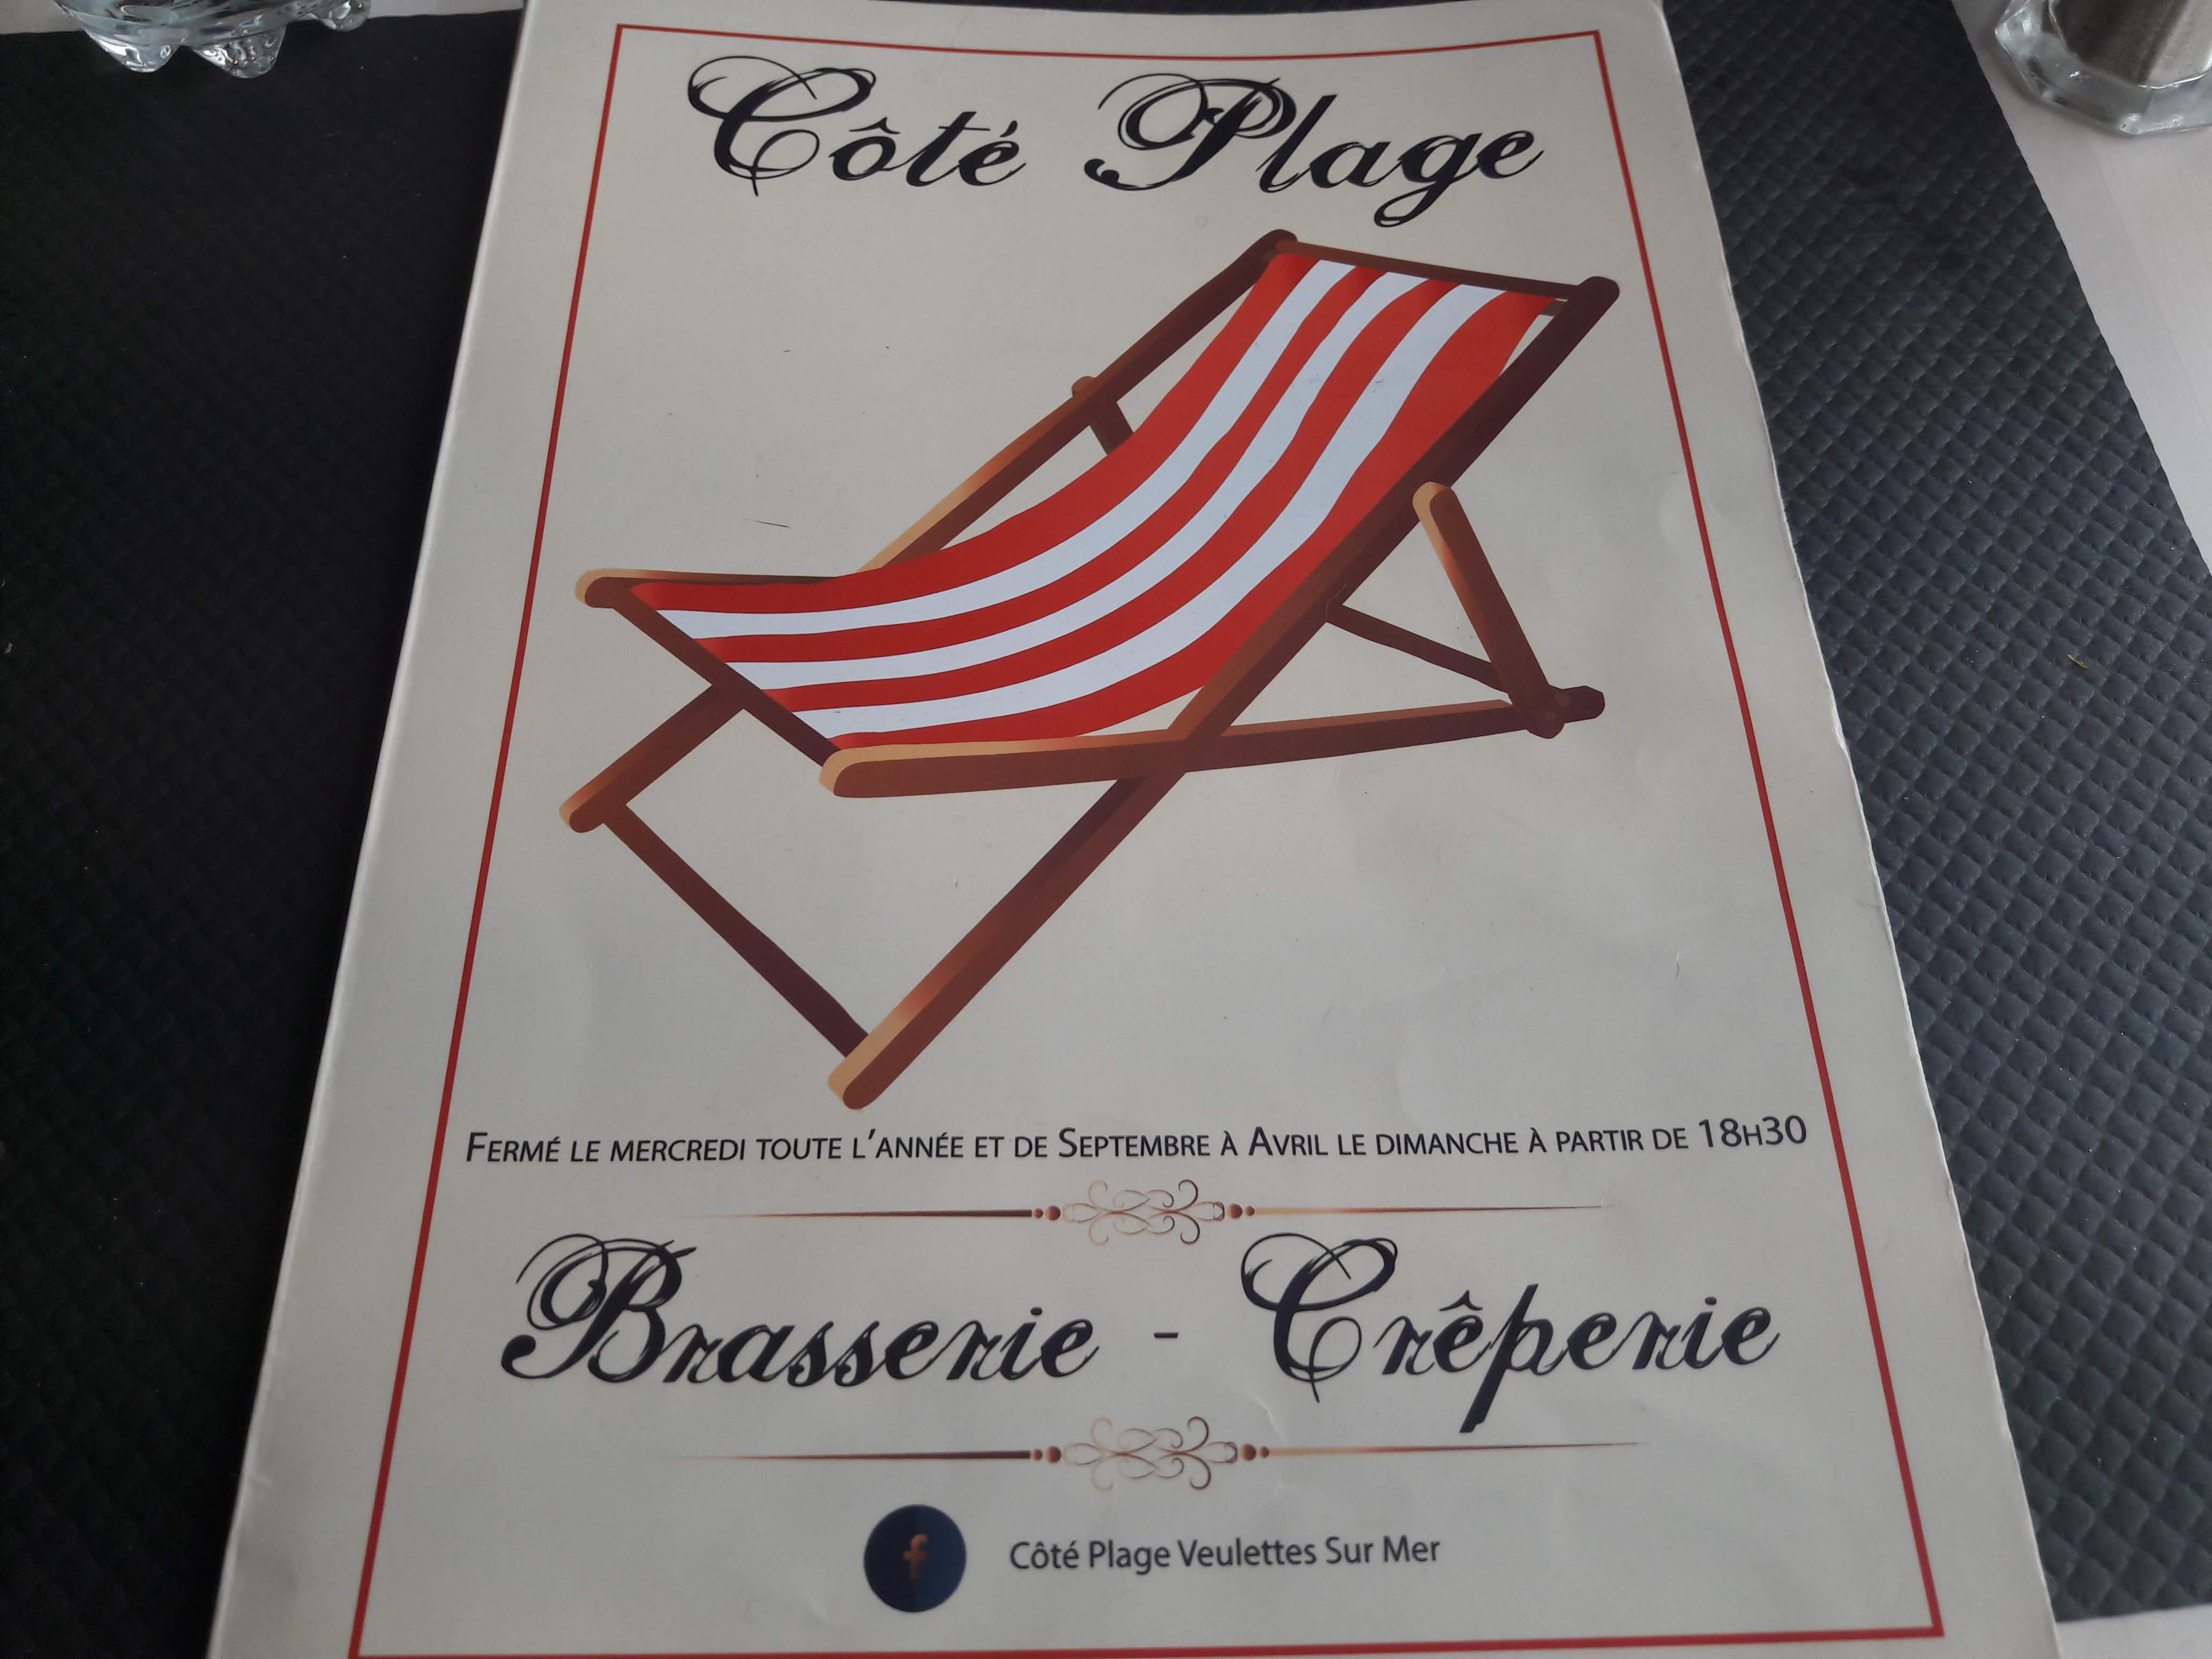 Côté Plage
Fermé le mercredi toute l'année et de Septembre à Avril le dimanche à partir de 18h30
Brasserie - Crêperie
f Côté Plage Veulettes Sur Mer